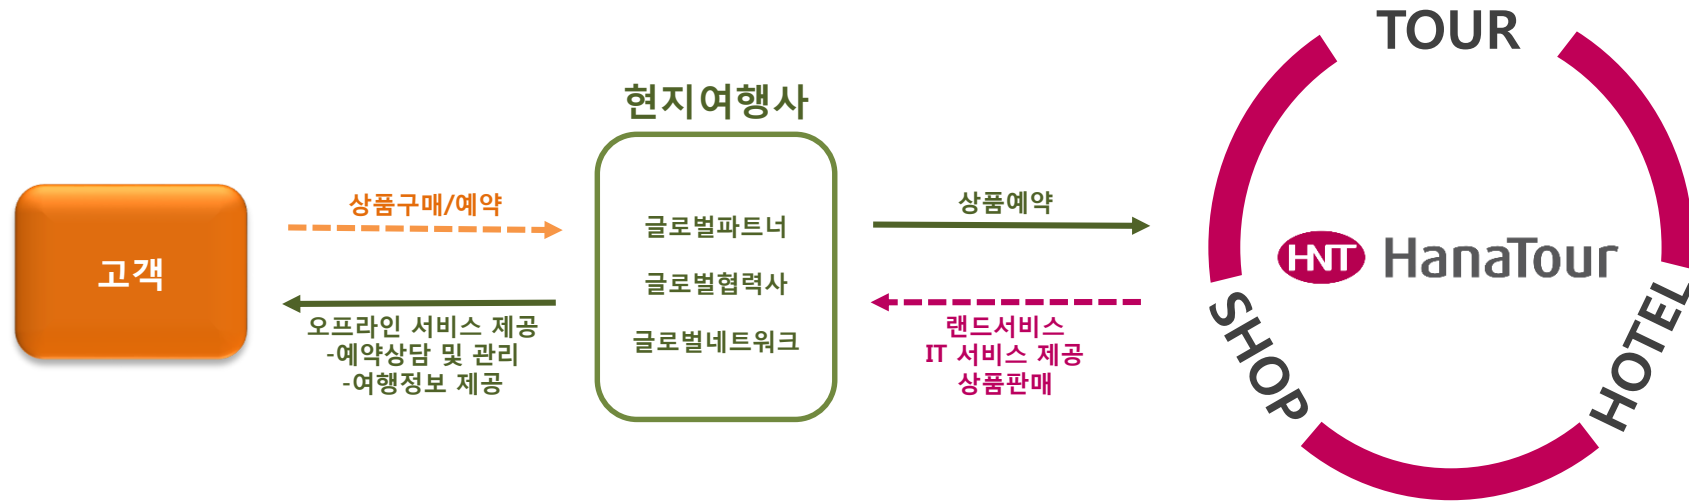 TOUR
현지여행사
고객
상품구매/예약
오프라인 서비스 제공
-예약상담 및 관리
-여행정보 제공
글로벌파트너
글로벌협력사
글로벌네트워크
상품예약
랜드서비스
IT 서비스 제공
상품판매
HNT HanaTour
SHOP
HOTEL